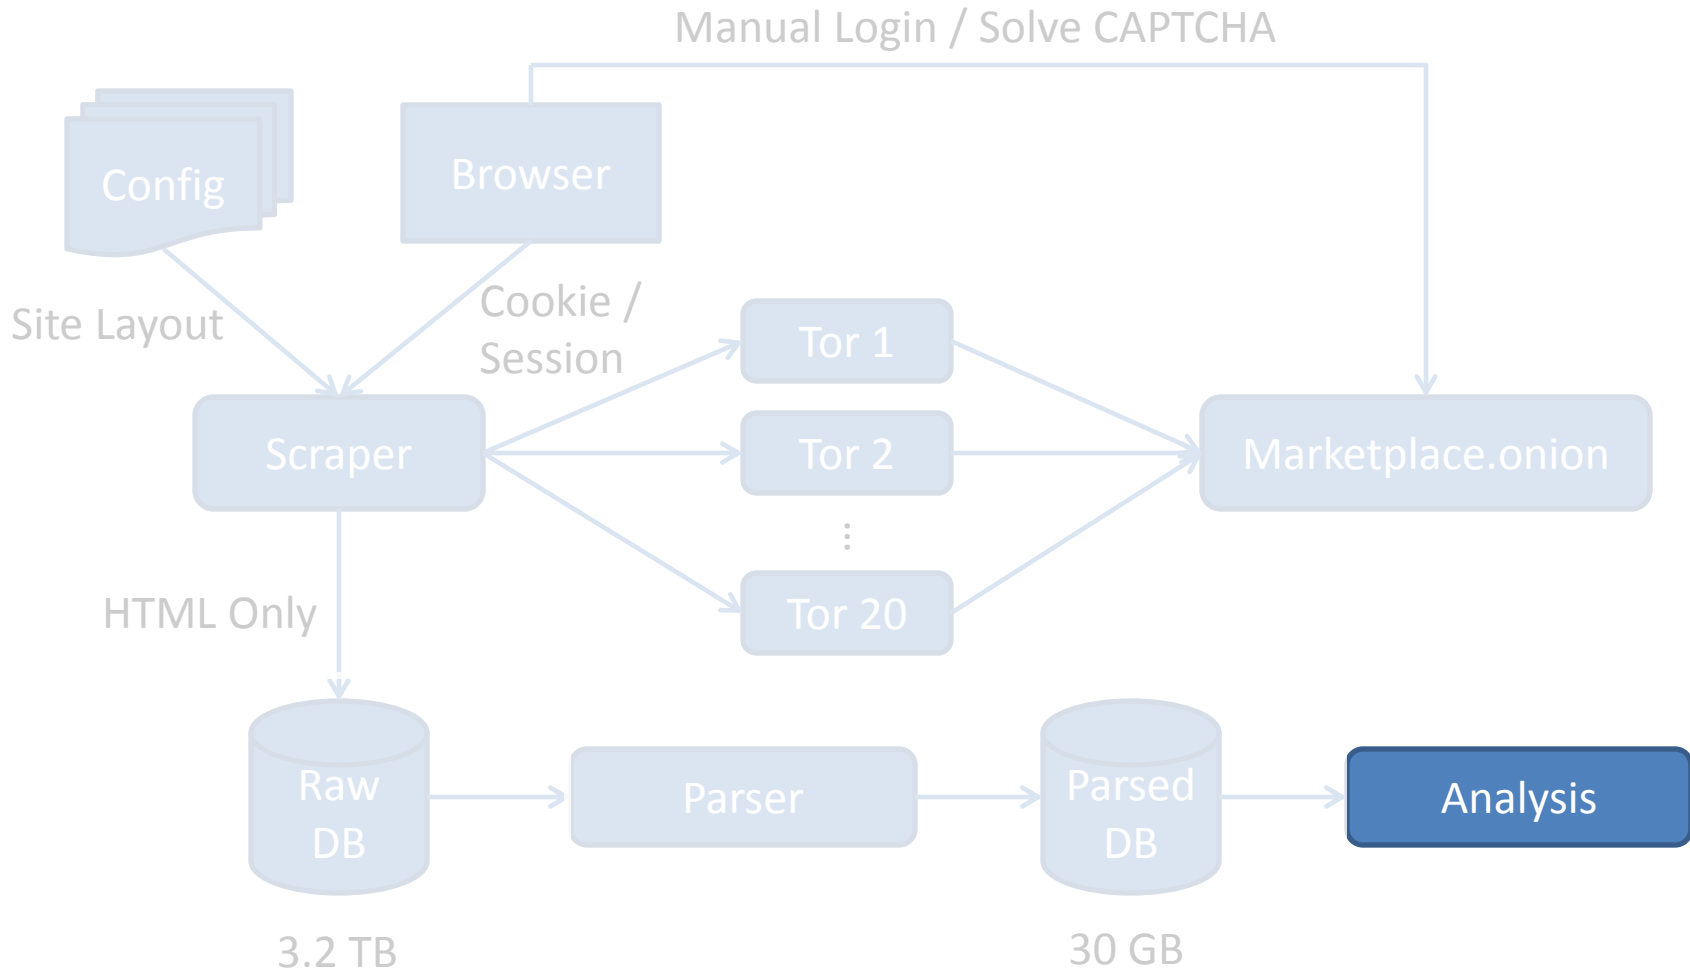 Manual Login / Solve CAPTCHA
Config
Browser
Site Layout
Cookie /
Session
Tor 1
Scraper
Tor 2
Marketplace.onion
...
Tor 20
HTML Only
Raw
DB
Parser
Parsed
DB
Analysis
3.2 TB
30 GB